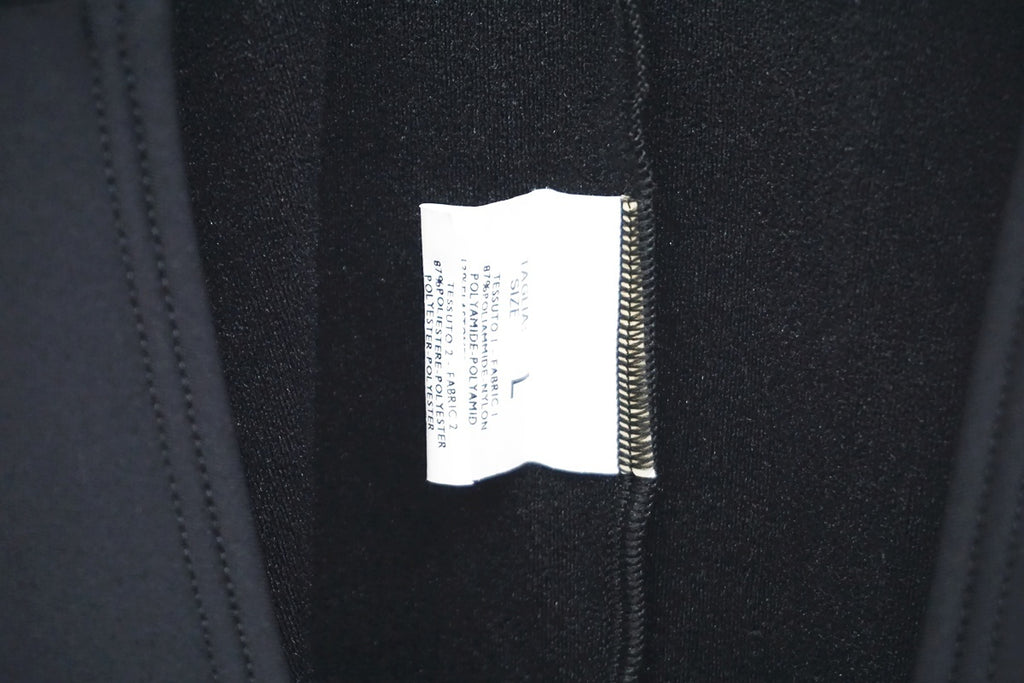 TAGLIA: L
SIZE
TESSUTO 1 - FABRIC 1
87%POLIAMMIDE-NYLON
POLYAMIDE-POLYAMID
TESSUTO 2 - FABRIC 2
87%POLIESTERE-POLYESTER
POLYESTER-POLYESTER